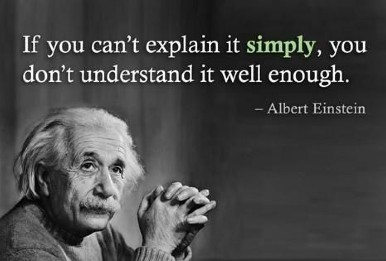 If you can’t explain it simply, you
don’t understand it well enough.
– Albert Einstein